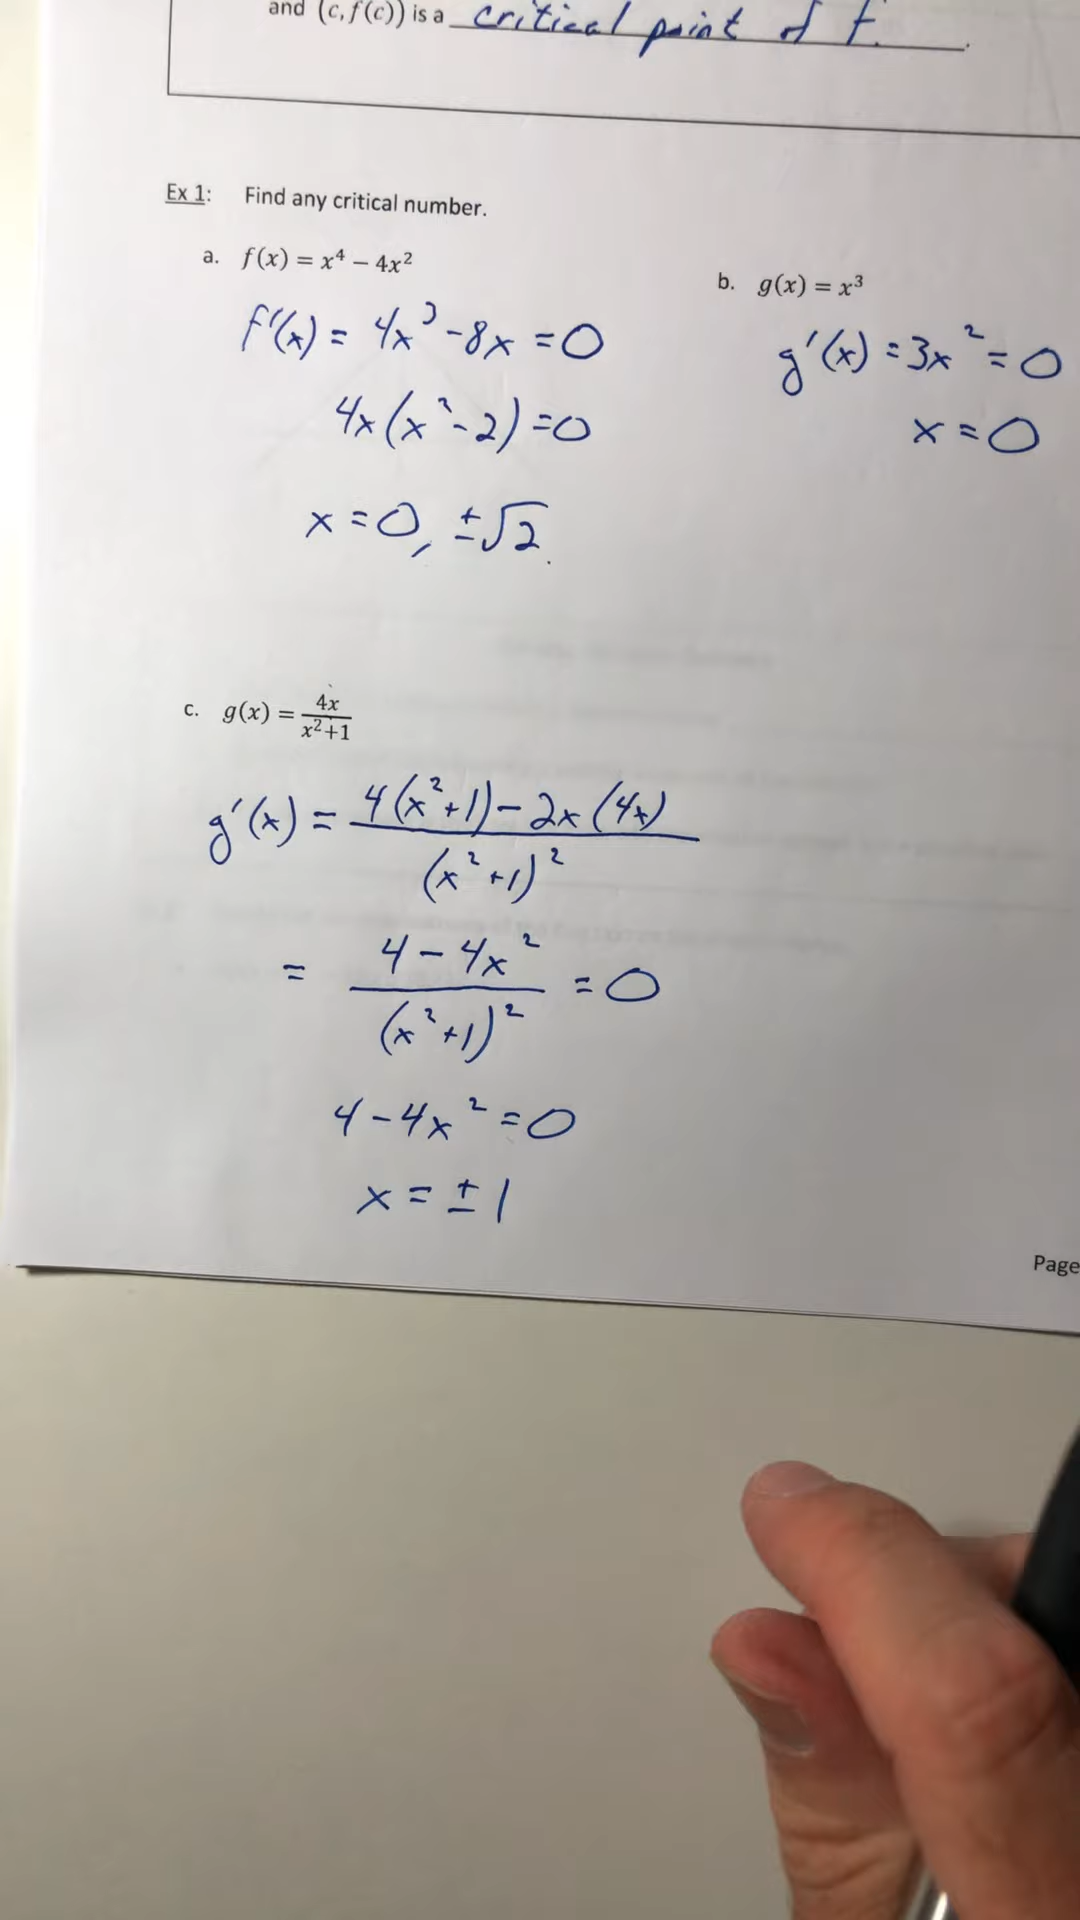 and (c, f(c)) is a critical point of f.
Ex 1: Find any critical number.
a. f(x) = x⁴ − 4x²
f'(x) = 4x³ - 8x = 0
4x(x² - 2) = 0
x = 0, ±√2.
b. g(x) = x³
g'(x) = 3x² = 0
x = 0
c. g(x) = 4x/(x²+1)
g'(x) = 4(x²+1) - 2x(4x)
(x²+1)²
= 4 - 4x² = 0
(x²+1)²
4 - 4x² = 0
x = ±1
Page